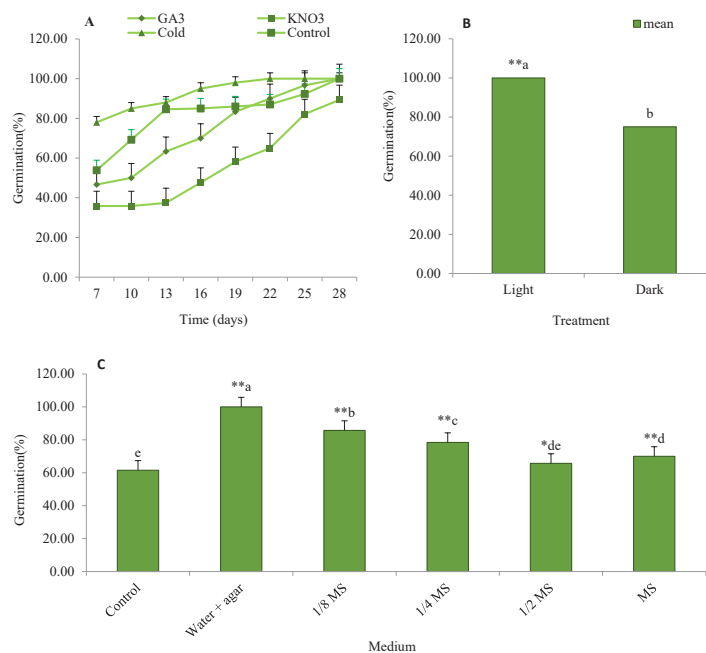 A
GA3
KNO3
Cold
Control
120.00
100.00
80.00
60.00
40.00
20.00
0.00
Germination(%)
7 10 13 16 19 22 25 28
Time (days)
B
mean
120.00
100.00
80.00
60.00
40.00
20.00
0.00
Germination(%)
**a
b
Light Dark
Treatment
C
120.00
100.00
80.00
60.00
40.00
20.00
0.00
Germination(%)
e
**a
**b
**c
*de
**d
Control
Water + agar
1/8 MS
1/4 MS
1/2 MS
MS
Medium